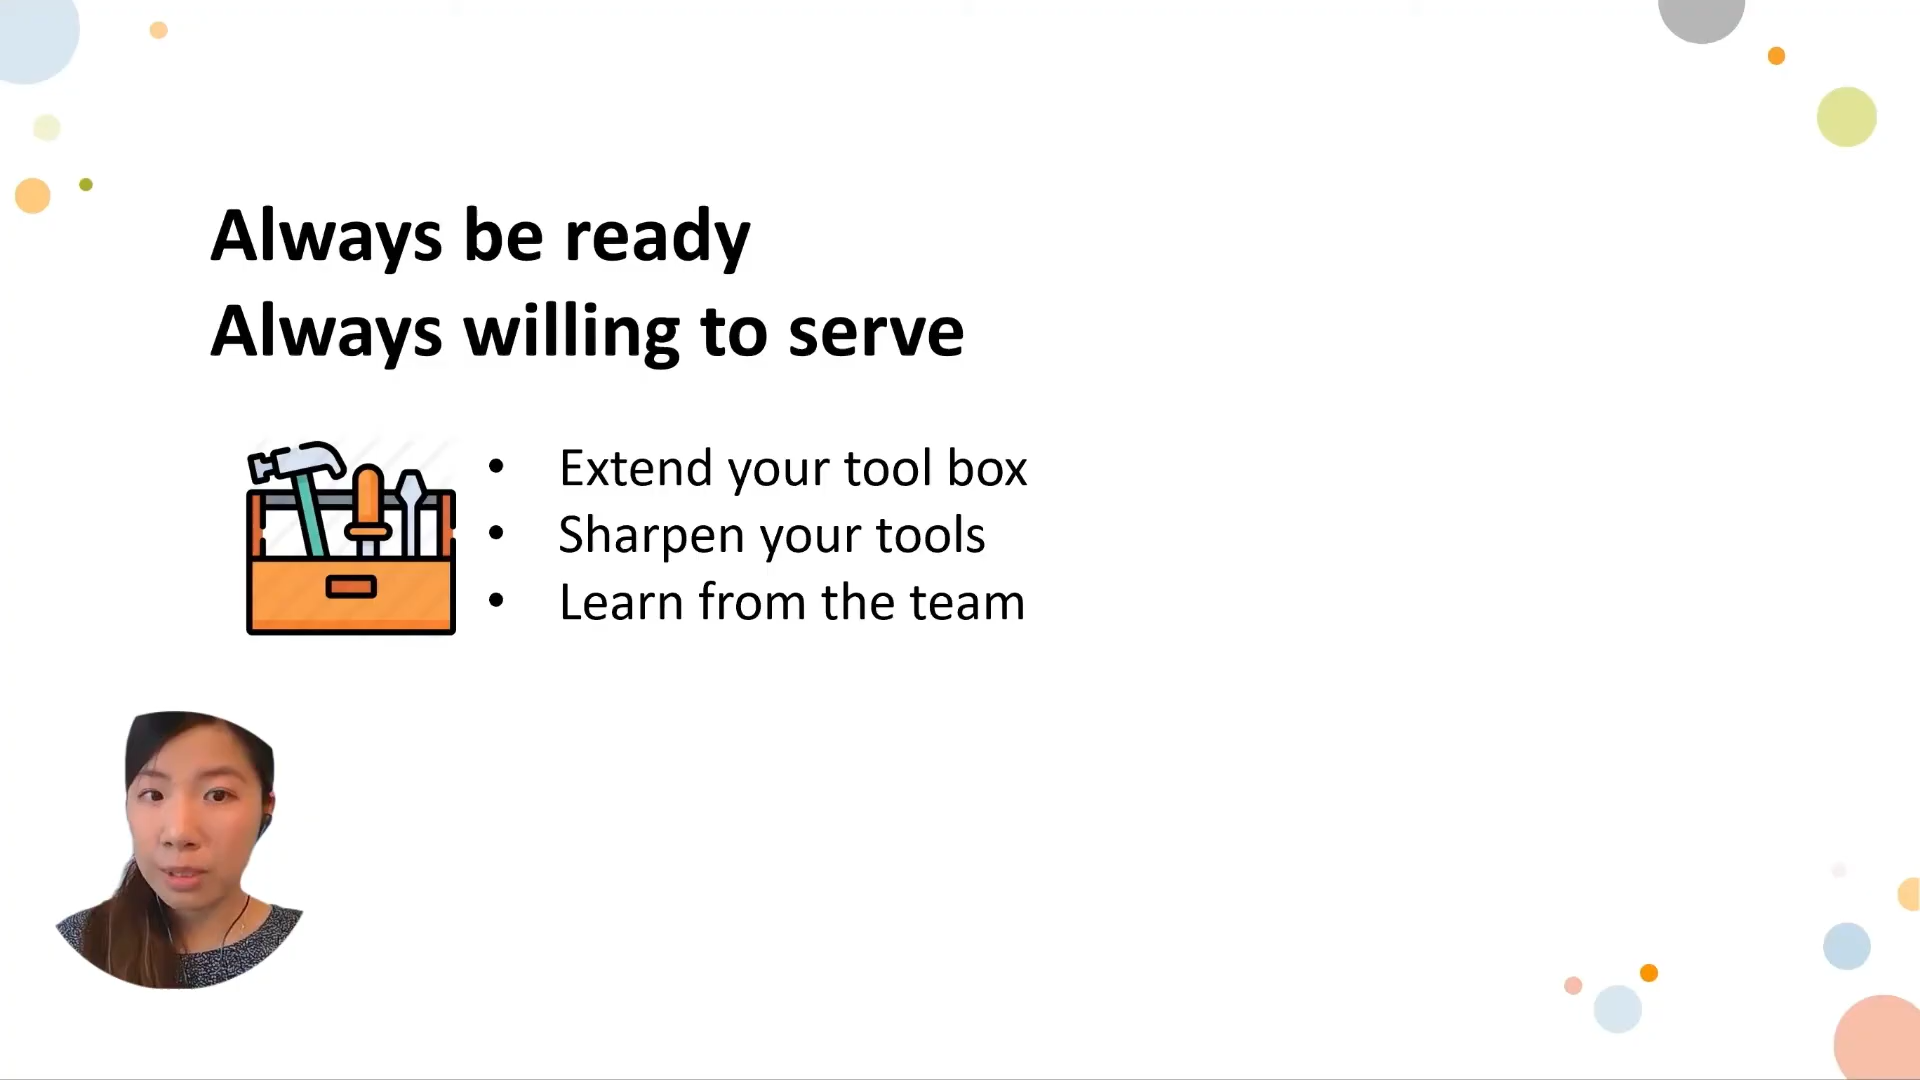 Always be ready
Always willing to serve
• Extend your tool box
• Sharpen your tools
• Learn from the team